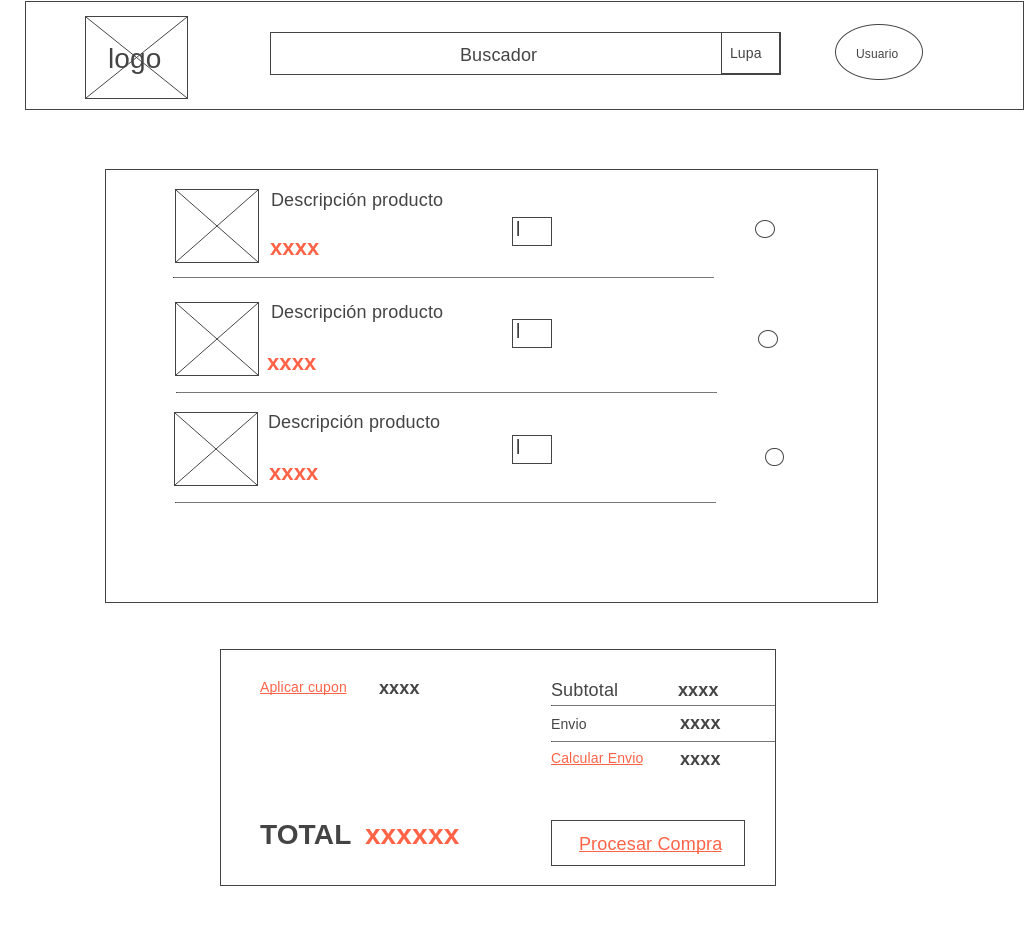 logo
Buscador
Lupa
Usuario
Descripción producto
xxxx
Descripción producto
xxxx
Descripción producto
xxxx
Aplicar cupon xxxx
Subtotal xxxx
Envio xxxx
Calcular Envio xxxx
TOTAL xxxxxx
Procesar Compra